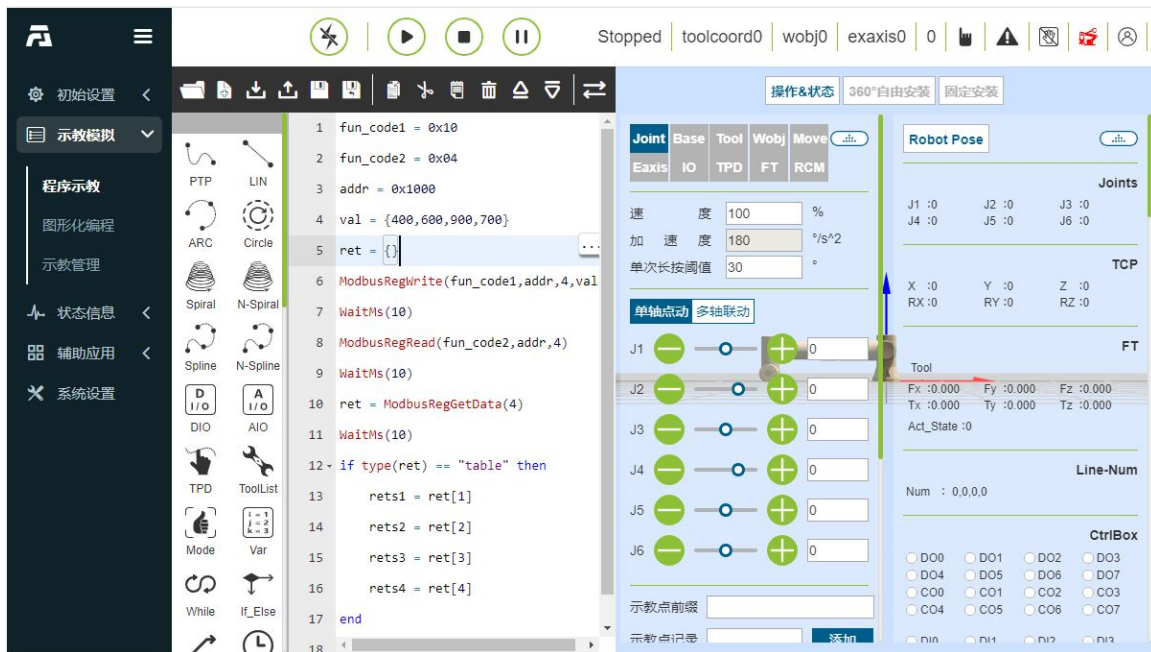 Stopped toolcoord0 wobj0 exaxis0 0
初始设置
示教模拟
程序示教
图形化编程
示教管理
状态信息
辅助应用
系统设置
PTP LIN
ARC Circle
Spiral N-Spiral
Spline N-Spline
D I/O A I/O
DIO AIO
TPD ToolList
i = 1
j = 2
k = 3
Mode Var
While If_Else
1 fun_code1 = 0x10
2 fun_code2 = 0x04
3 addr = 0x1000
4 val = {400,600,900,700}
5 ret = {}
...
6 ModbusRegWrite(fun_code1,addr,4,val
7 WaitMs(10)
8 ModbusRegRead(fun_code2,addr,4)
9 WaitMs(10)
10 ret = ModbusRegGetData(4)
11 WaitMs(10)
12 if type(ret) == "table" then
13 rets1 = ret[1]
14 rets2 = ret[2]
15 rets3 = ret[3]
16 rets4 = ret[4]
17 end
18
操作&状态 360°自由安装 固定安装
Joint Base Tool Wobj Move
Eaxis IO TPD FT RCM
速 度 100 %
加 速 度 180 °/s^2
单次长按阈值 30 °
单轴点动 多轴联动
J1 0
J2 0
J3 0
J4 0
J5 0
J6 0
示教点前缀
示教点记录 添加
Robot Pose
Joints
J1 :0 J2 :0 J3 :0
J4 :0 J5 :0 J6 :0
TCP
X :0 Y :0 Z :0
RX :0 RY :0 RZ :0
FT
Tool
Fx :0.000 Fy :0.000 Fz :0.000
Tx :0.000 Ty :0.000 Tz :0.000
Act_State :0
Line-Num
Num : 0,0,0,0
CtrlBox
DO0 DO1 DO2 DO3
DO4 DO5 DO6 DO7
CO0 CO1 CO2 CO3
CO4 CO5 CO6 CO7
DI0 DI1 DI2 DI3